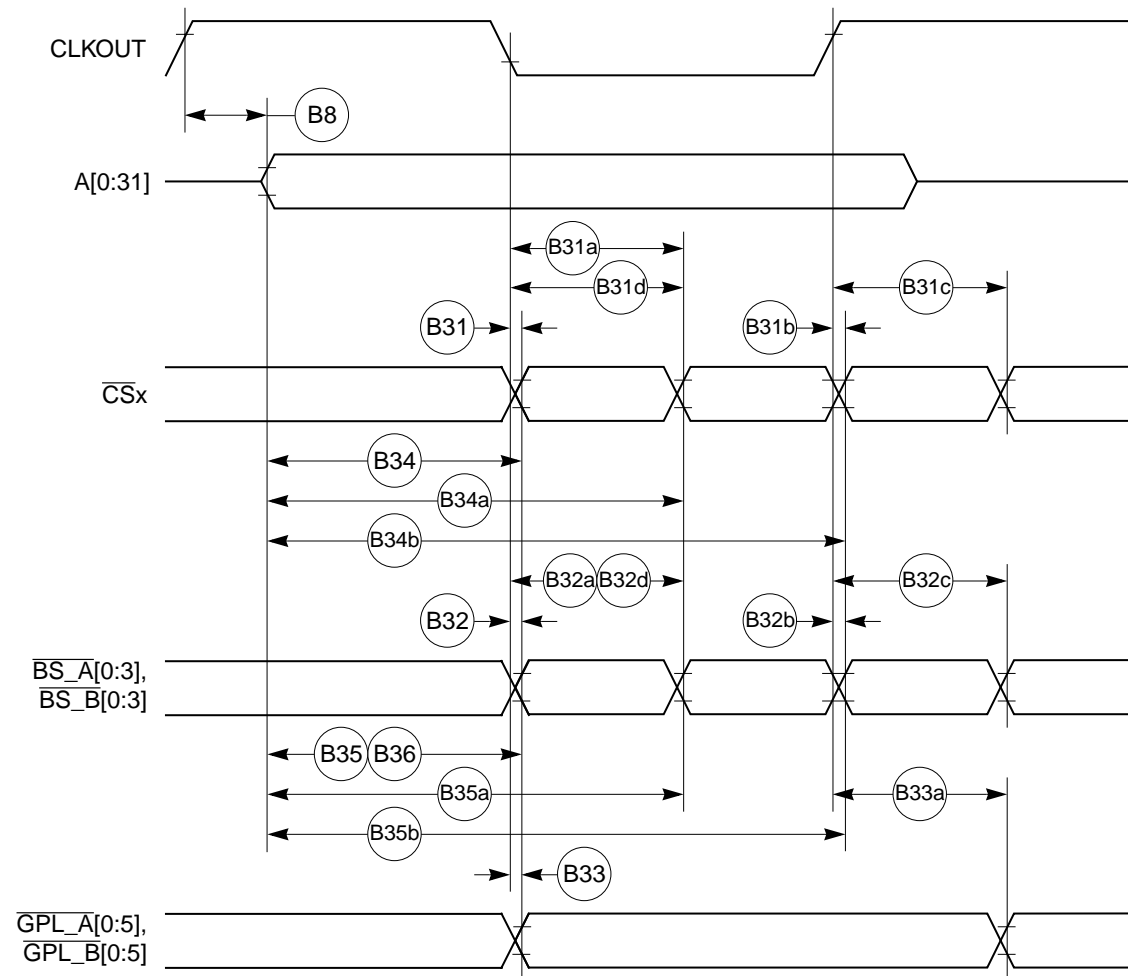 CLKOUT
B8
A[0:31]
B31a
B31d
B31c
B31
B31b
CSx
B34
B34a
B34b
B32a B32d
B32c
B32
B32b
BS_A[0:3],
BS_B[0:3]
B35 B36
B35a
B33a
B35b
B33
GPL_A[0:5],
GPL_B[0:5]